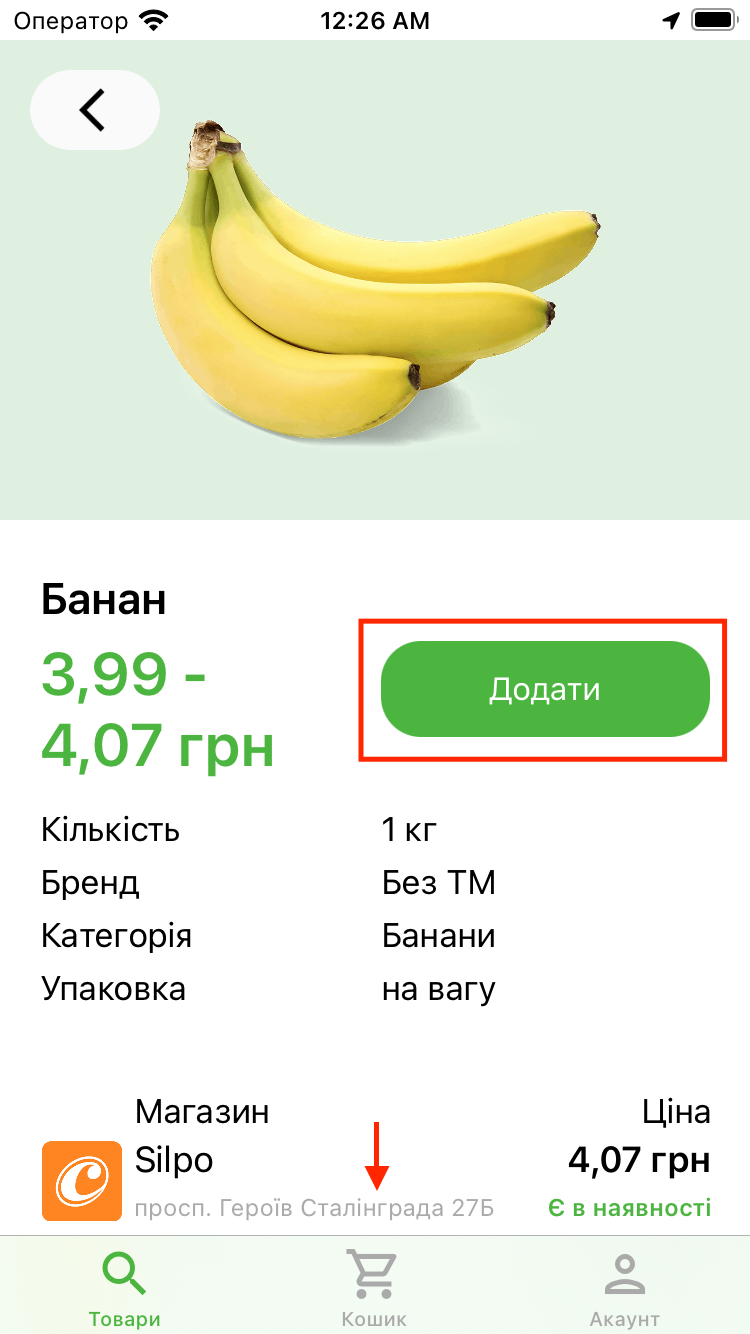 Оператор 12:26 AM
Банан
3,99 -
4,07 грн
Додати
Кількість 1 кг
Бренд Без ТМ
Категорія Банани
Упаковка на вагу
Магазин Ціна
Silpo 4,07 грн
просп. Героїв Сталінграда 27Б Є в наявності
Товари Кошик Акаунт